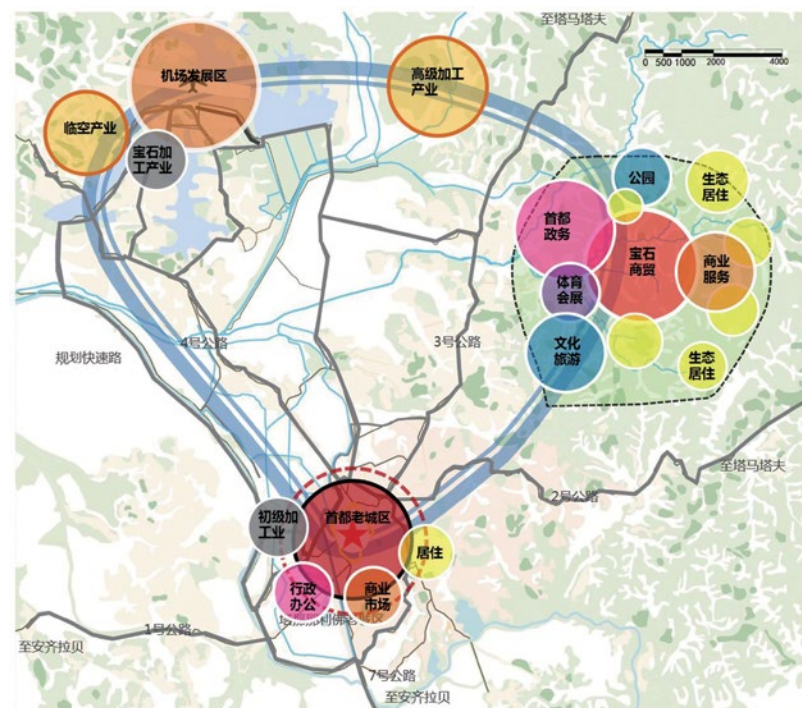 至塔马塔夫
0 500 1000 2000 4000
机场发展区
高级加工
产业
临空产业
宝石加
工产业
公园
生态
居住
首都
政务
宝石
商贸
商业
服务
体育
会展
文化
旅游
生态
居住
4号公路
3号公路
规划快速路
至塔马塔夫
2号公路
初级加
工业
首都老城区
居住
行政
办公
商业
市场
1号公路
至安齐拉贝
7号公路
至安齐拉贝